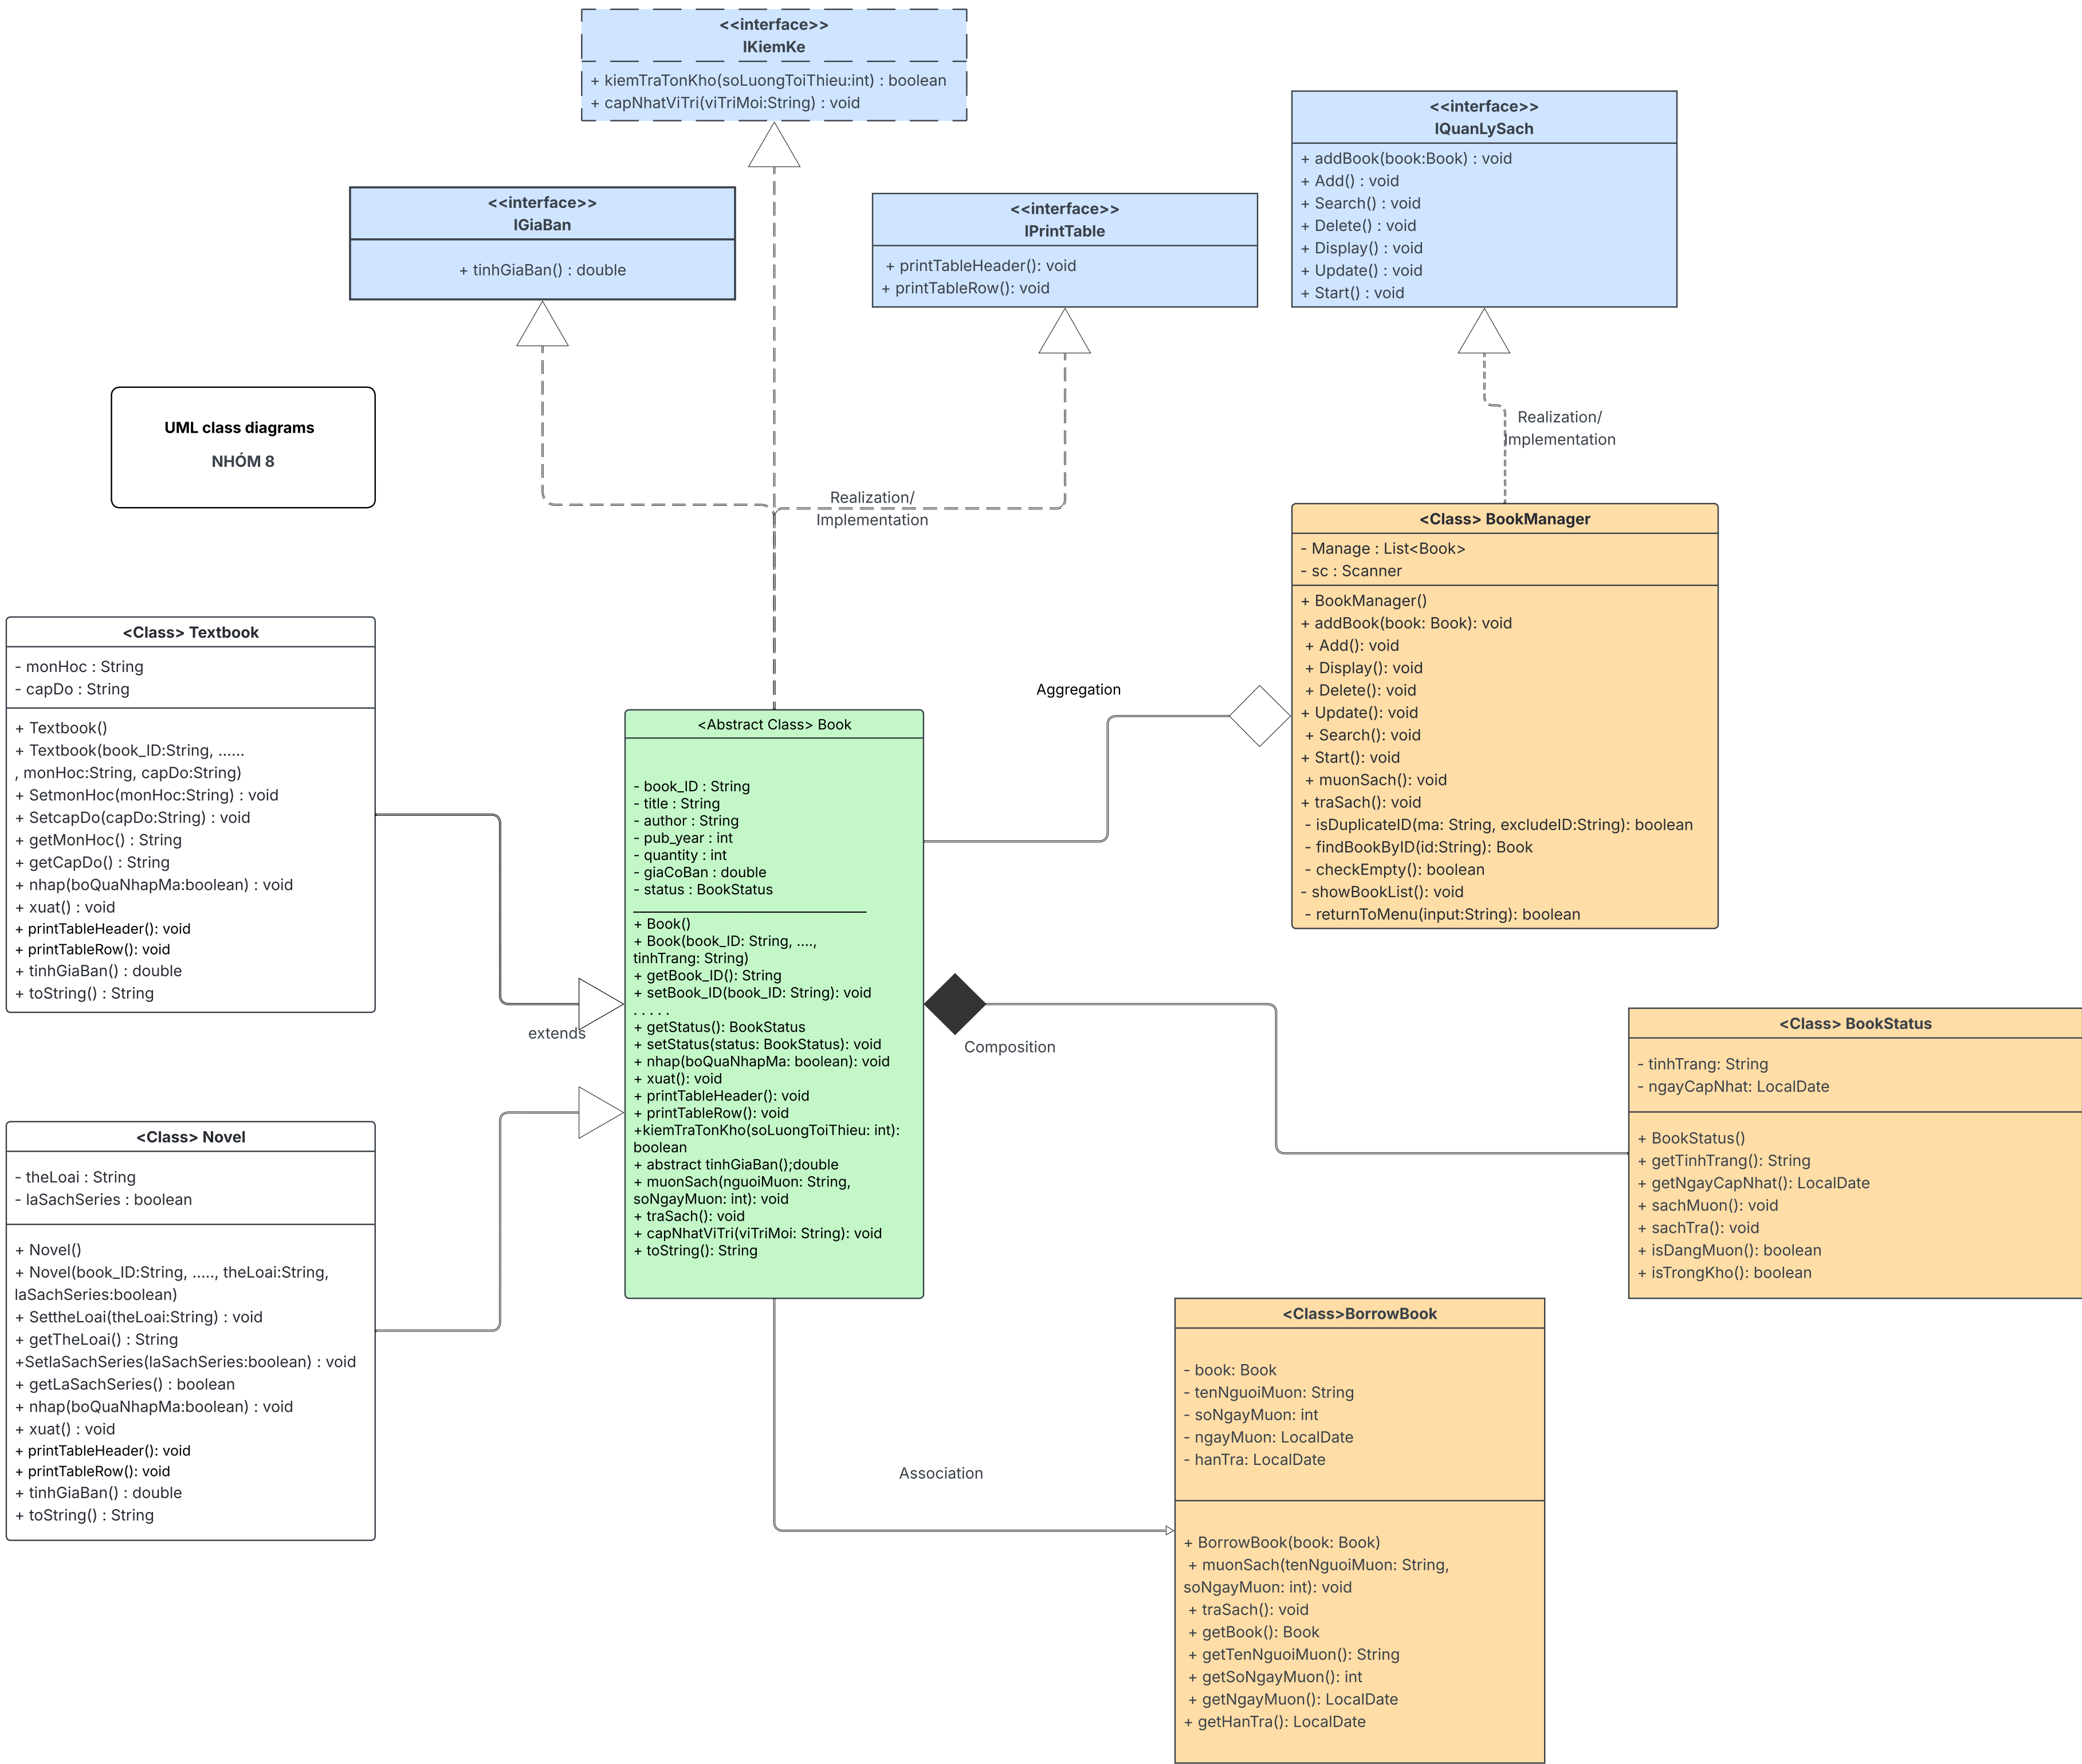 <<interface>>
IKiemKe
+ kiemTraTonKho(soLuongToiThieu:int) : boolean
+ capNhatViTri(viTriMoi:String) : void
<<interface>>
IQuanLySach
+ addBook(book:Book) : void
+ Add() : void
+ Search() : void
+ Delete() : void
+ Display() : void
+ Update() : void
+ Start() : void
<<interface>>
IGiaBan
+ tinhGiaBan() : double
<<interface>>
IPrintTable
+ printTableHeader(): void
+ printTableRow(): void
UML class diagrams
NHÓM 8
Realization/
Implementation
Realization/
Implementation
<Class> BookManager
- Manage : List<Book>
- sc : Scanner
+ BookManager()
+ addBook(book: Book): void
+ Add(): void
+ Display(): void
+ Delete(): void
+ Update(): void
+ Search(): void
+ Start(): void
+ muonSach(): void
+ traSach(): void
- isDuplicateID(ma: String, excludeID:String): boolean
- findBookByID(id:String): Book
- checkEmpty(): boolean
- showBookList(): void
- returnToMenu(input:String): boolean
<Class> Textbook
- monHoc : String
- capDo : String
+ Textbook()
+ Textbook(book_ID:String, ......
, monHoc:String, capDo:String)
+ SetmonHoc(monHoc:String) : void
+ SetcapDo(capDo:String) : void
+ getMonHoc() : String
+ getCapDo() : String
+ nhap(boQuaNhapMa:boolean) : void
+ xuat() : void
+ printTableHeader(): void
+ printTableRow(): void
+ tinhGiaBan() : double
+ toString() : String
Aggregation
<Abstract Class> Book
- book_ID : String
- title : String
- author : String
- pub_year : int
- quantity : int
- giaCoBan : double
- status : BookStatus
+ Book()
+ Book(book_ID: String, ....,
tinhTrang: String)
+ getBook_ID(): String
+ setBook_ID(book_ID: String): void
. . . . .
+ getStatus(): BookStatus
+ setStatus(status: BookStatus): void
+ nhap(boQuaNhapMa: boolean): void
+ xuat(): void
+ printTableHeader(): void
+ printTableRow(): void
+kiemTraTonKho(soLuongToiThieu: int):
boolean
+ abstract tinhGiaBan();double
+ muonSach(nguoiMuon: String,
soNgayMuon: int): void
+ traSach(): void
+ capNhatViTri(viTriMoi: String): void
+ toString(): String
extends
Composition
<Class> BookStatus
- tinhTrang: String
- ngayCapNhat: LocalDate
+ BookStatus()
+ getTinhTrang(): String
+ getNgayCapNhat(): LocalDate
+ sachMuon(): void
+ sachTra(): void
+ isDangMuon(): boolean
+ isTrongKho(): boolean
<Class> Novel
- theLoai : String
- laSachSeries : boolean
+ Novel()
+ Novel(book_ID:String, ....., theLoai:String,
laSachSeries:boolean)
+ SettheLoai(theLoai:String) : void
+ getTheLoai() : String
+SetlaSachSeries(laSachSeries:boolean) : void
+ getLaSachSeries() : boolean
+ nhap(boQuaNhapMa:boolean) : void
+ xuat() : void
+ printTableHeader(): void
+ printTableRow(): void
+ tinhGiaBan() : double
+ toString() : String
Association
<Class>BorrowBook
- book: Book
- tenNguoiMuon: String
- soNgayMuon: int
- ngayMuon: LocalDate
- hanTra: LocalDate
+ BorrowBook(book: Book)
+ muonSach(tenNguoiMuon: String,
soNgayMuon: int): void
+ traSach(): void
+ getBook(): Book
+ getTenNguoiMuon(): String
+ getSoNgayMuon(): int
+ getNgayMuon(): LocalDate
+ getHanTra(): LocalDate